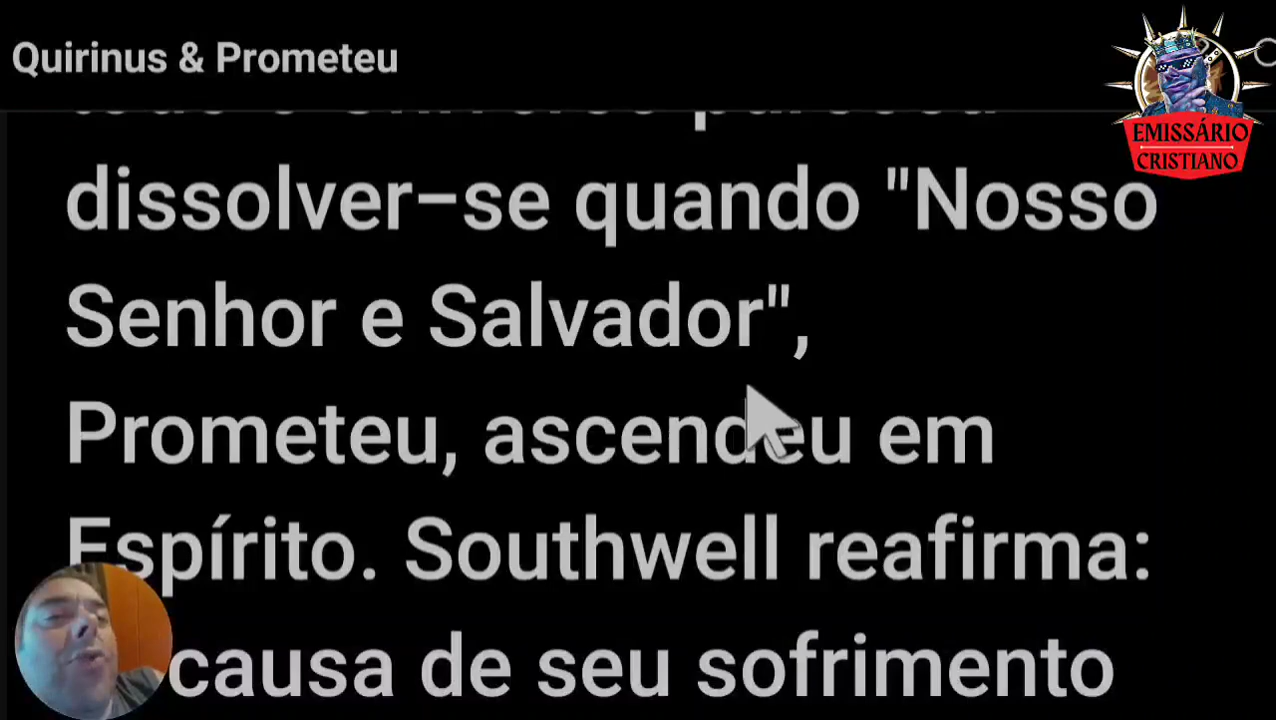 Quirinus & Prometeu
EMISSÁRIO
CRISTIANO
dissolver-se quando "Nosso
Senhor e Salvador",
Prometeu, ascendeu em
Espírito. Southwell reafirma:
causa de seu sofrimento